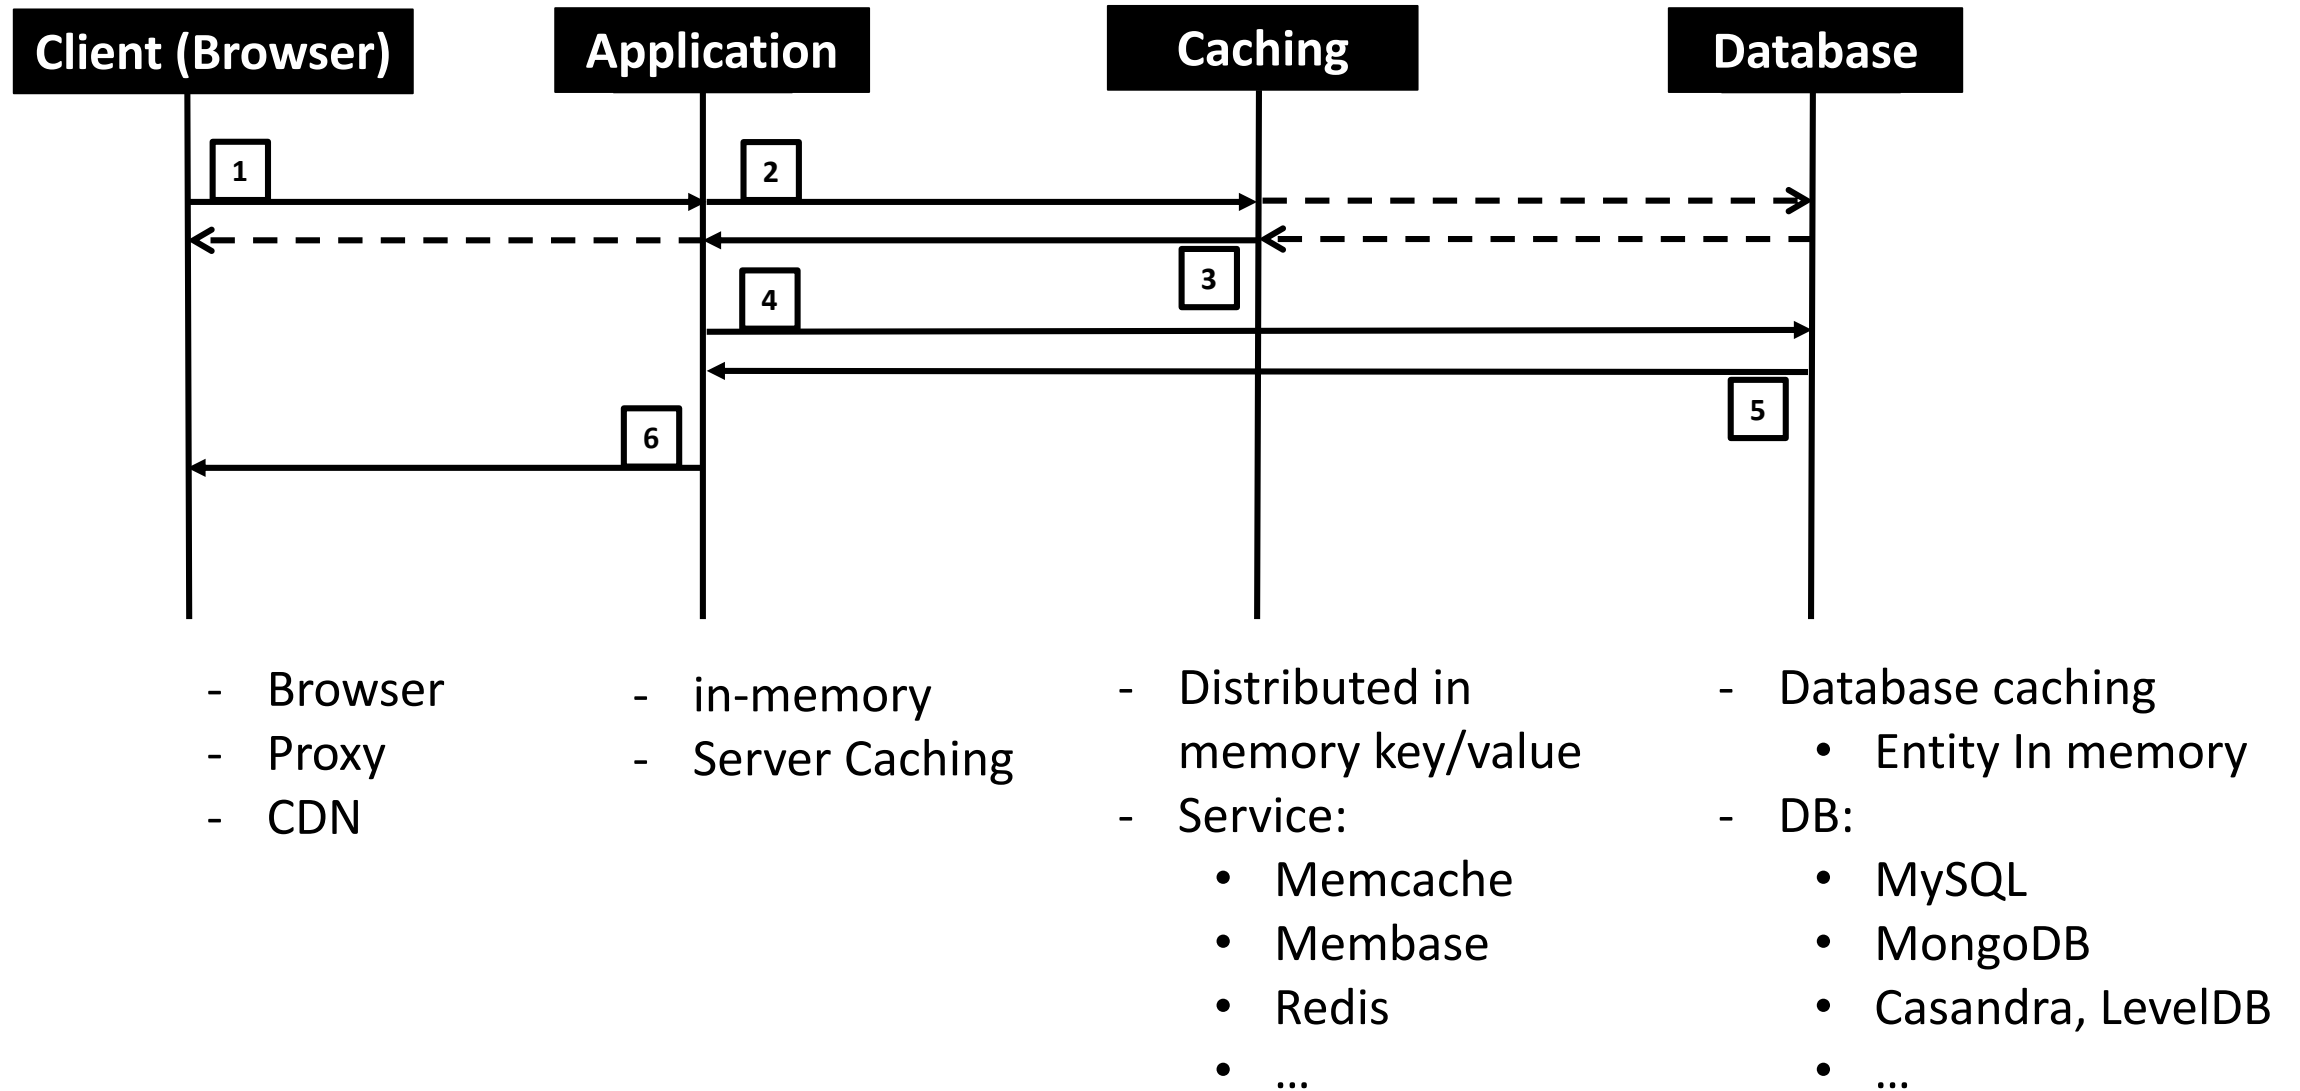 Client (Browser)
Application
Caching
Database
1
2
3
4
5
6
- Browser
- Proxy
- CDN
- in-memory
- Server Caching
- Distributed in
memory key/value
- Service:
• Memcache
• Membase
• Redis
• ...
- Database caching
• Entity In memory
- DB:
• MySQL
• MongoDB
• Casandra, LevelDB
• ...